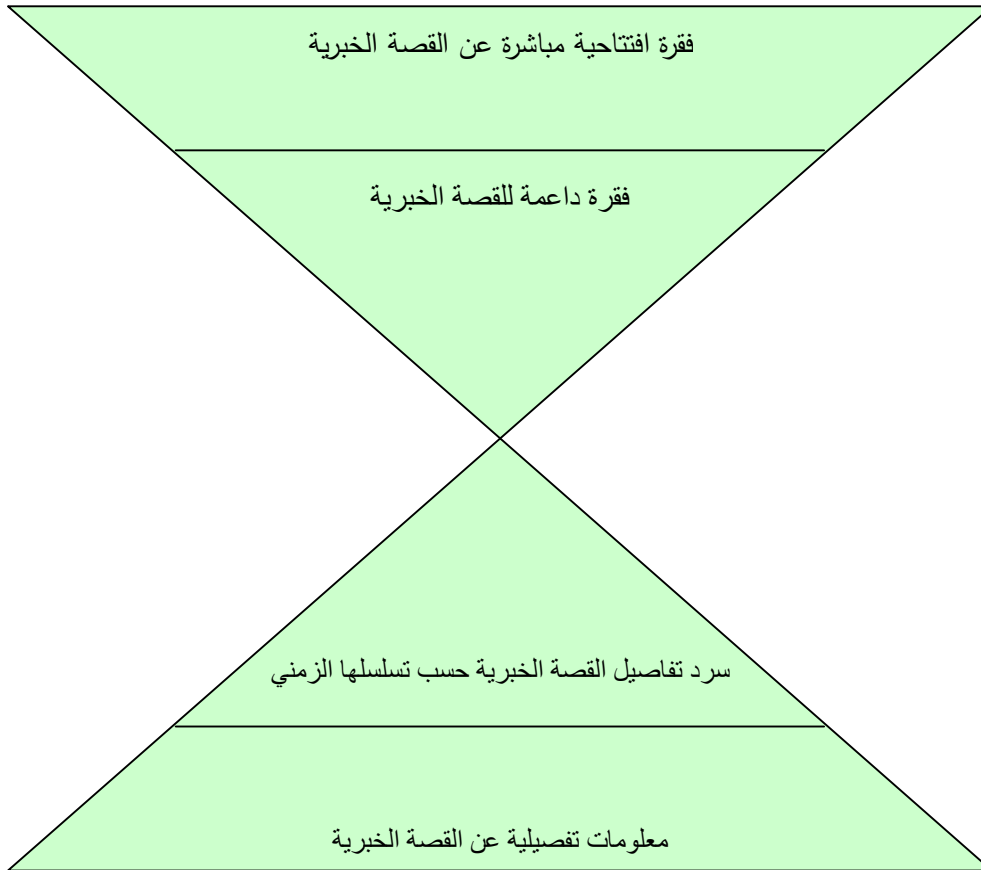 فقرة افتتاحية مباشرة عن القصة الخبرية
فقرة داعمة للقصة الخبرية
سرد تفاصيل القصة الخبرية حسب تسلسلها الزمني
معلومات تفصيلية عن القصة الخبرية